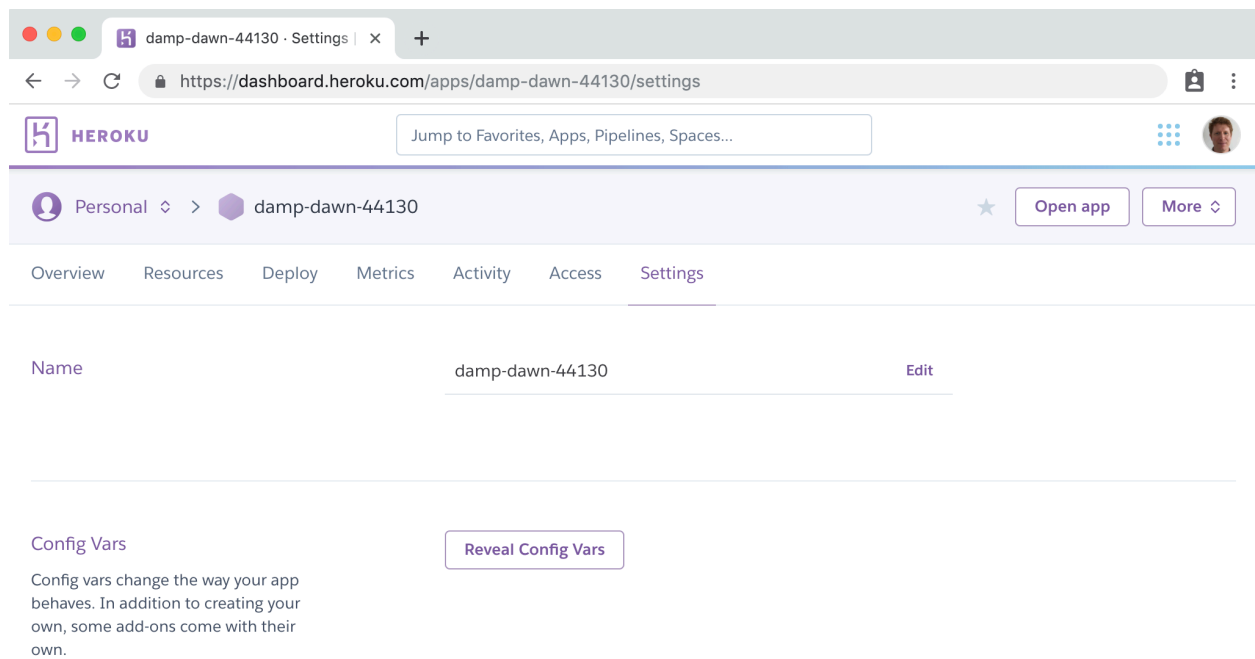 damp-dawn-44130 · Settings
https://dashboard.heroku.com/apps/damp-dawn-44130/settings
HEROKU
Jump to Favorites, Apps, Pipelines, Spaces...
Personal > damp-dawn-44130
Open app
More
Overview Resources Deploy Metrics Activity Access Settings
Name
damp-dawn-44130
Edit
Config Vars
Reveal Config Vars
Config vars change the way your app
behaves. In addition to creating your
own, some add-ons come with their
own.